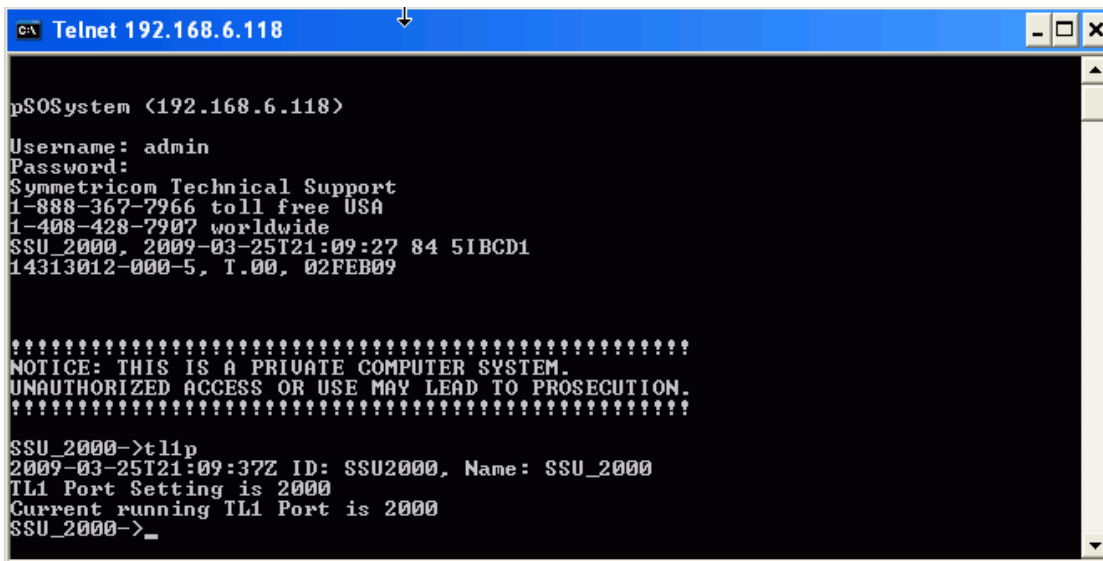 Telnet 192.168.6.118
pSOSystem (192.168.6.118)
Username: admin
Password:
Symmetricom Technical Support
1-888-367-7966 toll free USA
1-408-428-7907 worldwide
SSU_2000, 2009-03-25T21:09:27 84 5IBCD1
14313012-000-5, T.00, 02FEB09
!!!!!!!!!!!!!!!!!!!!!!!!!!!!!!!!!!!!!!!!!!!!!!!!!!!
NOTICE: THIS IS A PRIVATE COMPUTER SYSTEM.
UNAUTHORIZED ACCESS OR USE MAY LEAD TO PROSECUTION.
!!!!!!!!!!!!!!!!!!!!!!!!!!!!!!!!!!!!!!!!!!!!!!!!!!!
SSU_2000->tl1p
2009-03-25T21:09:37Z ID: SSU2000, Name: SSU_2000
TL1 Port Setting is 2000
Current running TL1 Port is 2000
SSU_2000->_